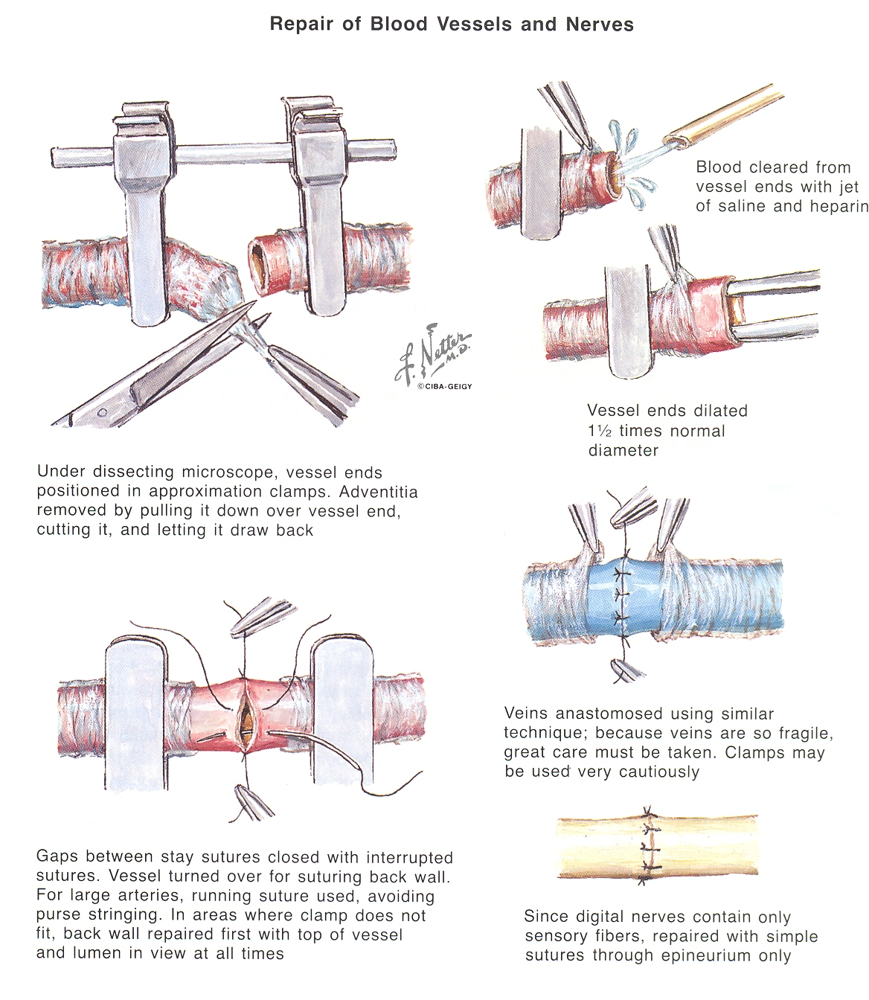 Repair of Blood Vessels and Nerves
Blood cleared from
vessel ends with jet
of saline and heparin
F. Netter
M.D.
©CIBA-GEIGY
Vessel ends dilated
1½ times normal
diameter
Under dissecting microscope, vessel ends
positioned in approximation clamps. Adventitia
removed by pulling it down over vessel end,
cutting it, and letting it draw back
Veins anastomosed using similar
technique; because veins are so fragile,
great care must be taken. Clamps may
be used very cautiously
Gaps between stay sutures closed with interrupted
sutures. Vessel turned over for suturing back wall.
For large arteries, running suture used, avoiding
purse stringing. In areas where clamp does not
fit, back wall repaired first with top of vessel
and lumen in view at all times
Since digital nerves contain only
sensory fibers, repaired with simple
sutures through epineurium only